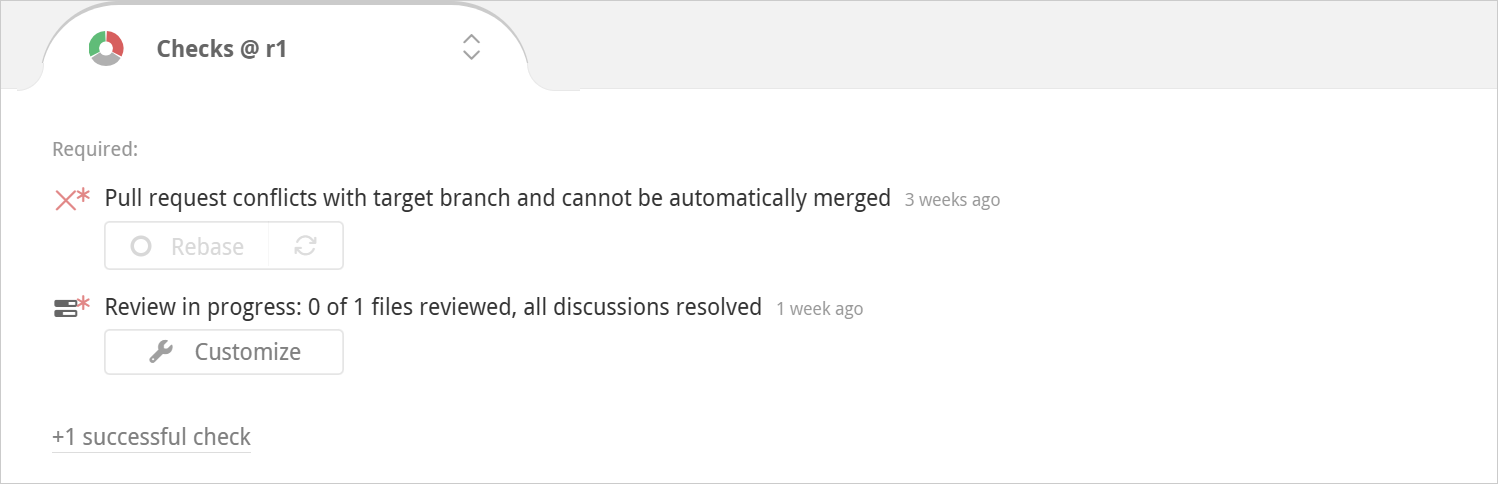 Checks @ r1
Required:
Pull request conflicts with target branch and cannot be automatically merged 3 weeks ago
Rebase
Review in progress: 0 of 1 files reviewed, all discussions resolved 1 week ago
Customize
+1 successful check